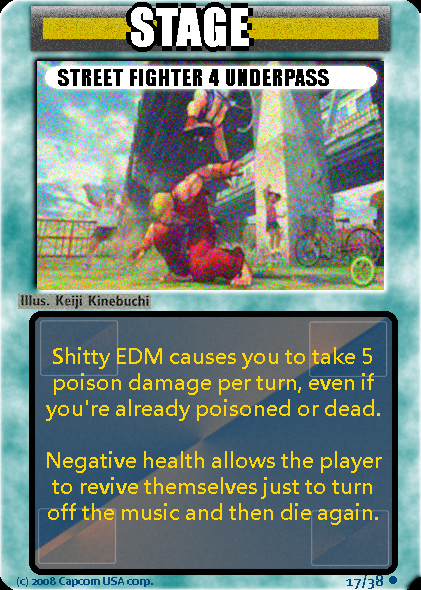 STAGE
STREET FIGHTER 4 UNDERPASS
Illus. Keiji Kinebuchi
Shitty EDM causes you to take 5
poison damage per turn, even if
you're already poisoned or dead.
Negative health allows the player
to revive themselves just to turn
off the music and then die again.
(c) 2008 Capcom USA corp.
17/38 ●